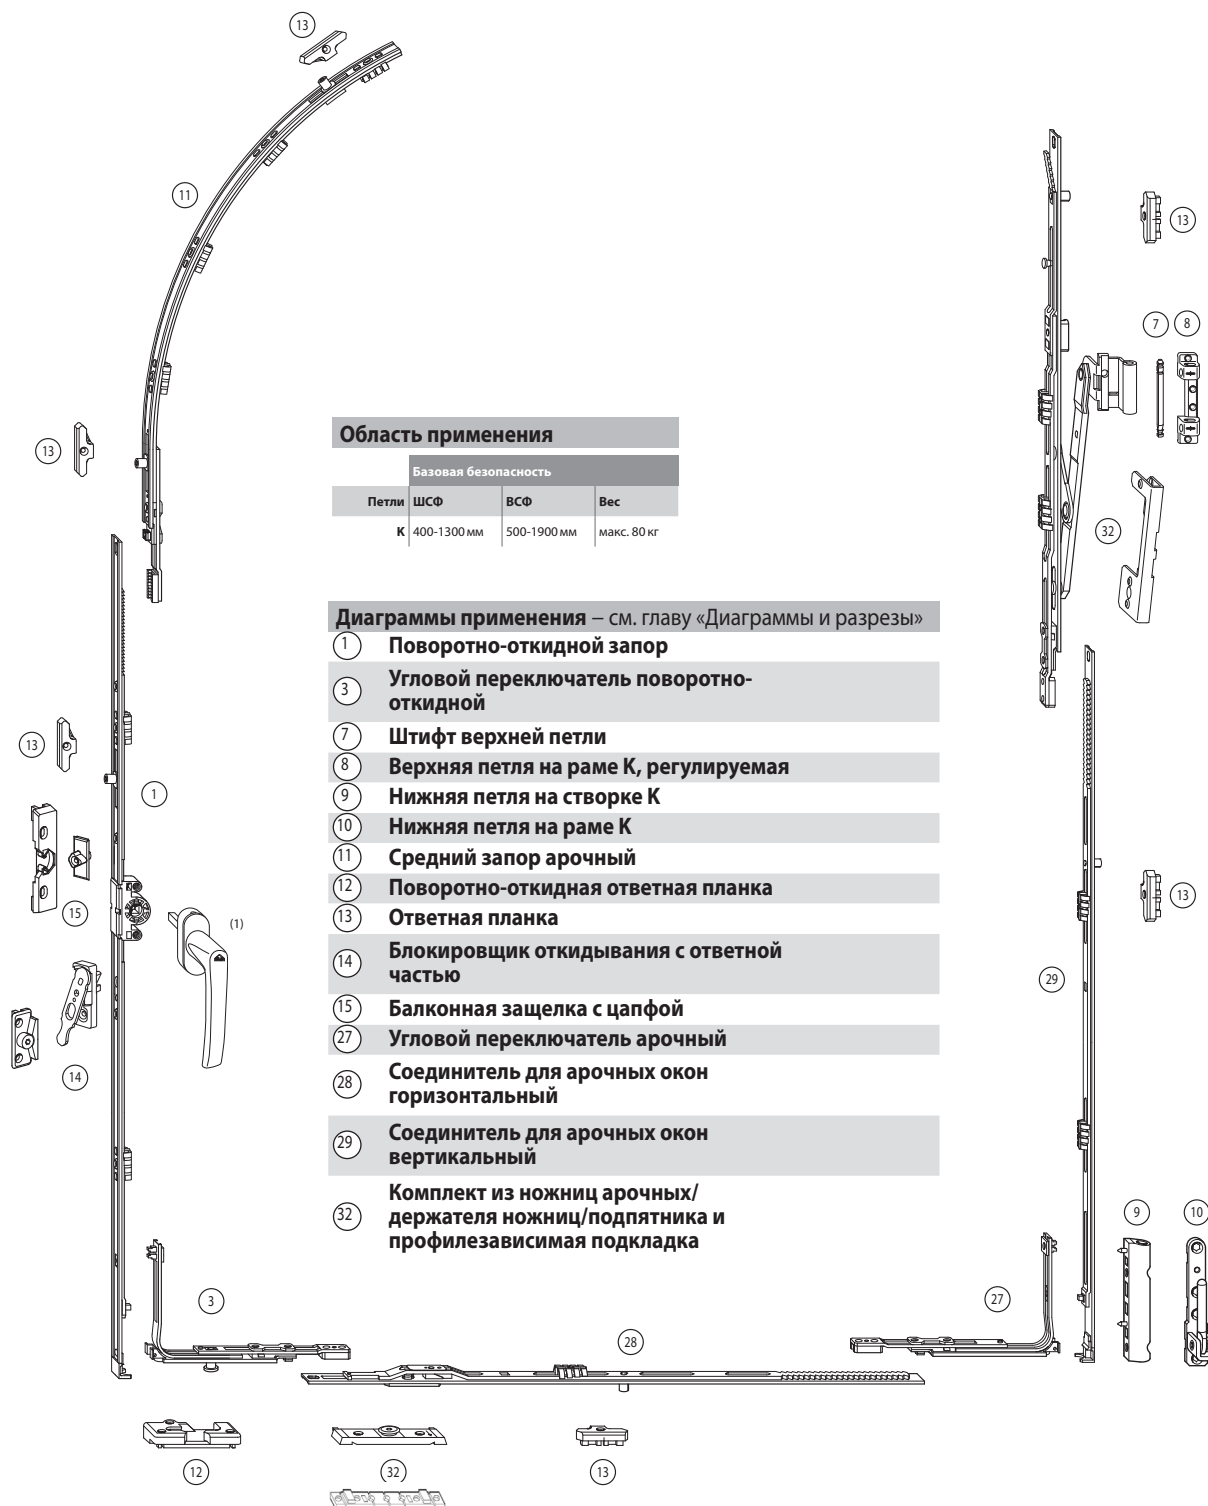 13
11
13
7
8
13
Область применения
Базовая безопасность
Петли ШСФ ВСФ Вес
К 400-1300 мм 500-1900 мм макс. 80 кг
32
Диаграммы применения – см. главу «Диаграммы и разрезы»
1 Поворотно-откидной запор
3 Угловой переключатель поворотно-
откидной
7 Штифт верхней петли
8 Верхняя петля на раме К, регулируемая
9 Нижняя петля на створке К
10 Нижняя петля на раме К
11 Средний запор арочный
12 Поворотно-откидная ответная планка
13 Ответная планка
14 Блокировщик откидывания с ответной
частью
15 Балконная защелка с цапфой
27 Угловой переключатель арочный
28 Соединитель для арочных окон
горизонтальный
29 Соединитель для арочных окон
вертикальный
32 Комплект из ножниц арочных/
держателя ножниц/подпятника и
профилезависимая подкладка
13
1
15
(1)
13
29
14
9
10
3
27
28
12
32
13